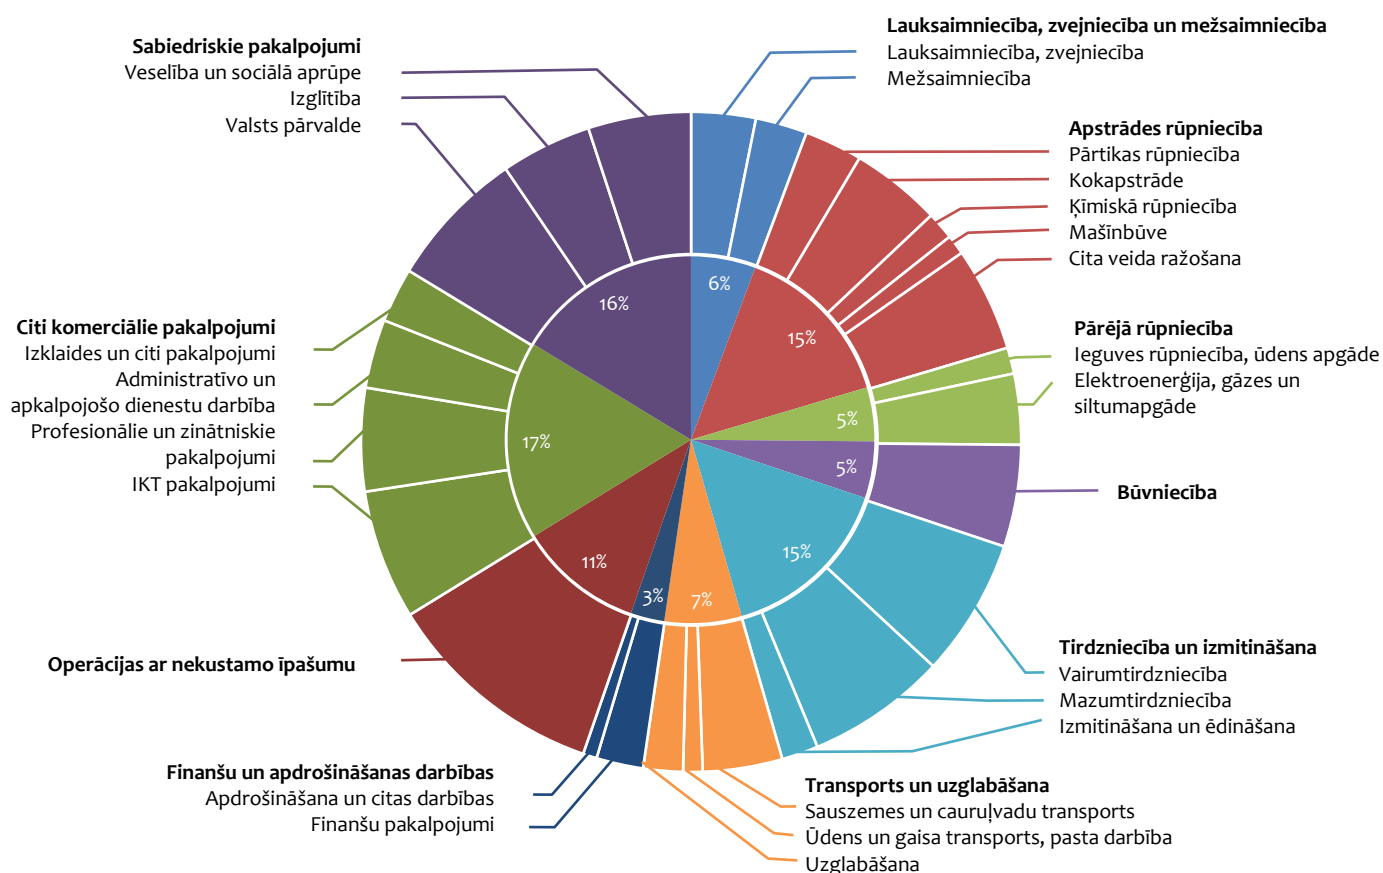 Lauksaimniecība, zvejniecība un mežsaimniecība
Lauksaimniecība, zvejniecība
Mežsaimniecība
Apstrādes rūpniecība
Pārtikas rūpniecība
Kokapstrāde
Ķīmiskā rūpniecība
Mašīnbūve
Cita veida ražošana
Pārējā rūpniecība
Ieguves rūpniecība, ūdens apgāde
Elektroenerģija, gāzes un
siltumapgāde
Būvniecība
Tirdzniecība un izmitināšana
Vairumtirdzniecība
Mazumtirdzniecība
Izmitināšana un ēdināšana
Transports un uzglabāšana
Sauszemes un cauruļvadu transports
Ūdens un gaisa transports, pasta darbība
Uzglabāšana
Finanšu un apdrošināšanas darbības
Apdrošināšana un citas darbības
Finanšu pakalpojumi
Operācijas ar nekustamo īpašumu
Citi komerciālie pakalpojumi
Izklaides un citi pakalpojumi
Administratīvo un
apkalpojošo dienestu darbība
Profesionālie un zinātniskie
pakalpojumi
IKT pakalpojumi
Sabiedriskie pakalpojumi
Veselība un sociālā aprūpe
Izglītība
Valsts pārvalde
6%
15%
5%
5%
15%
7%
3%
11%
17%
16%